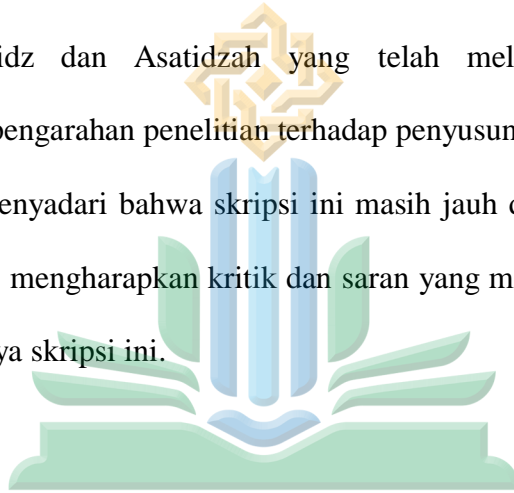 idz dan Asatidzah yang telah mel
pengarahan penelitian terhadap penyusun
enyadari bahwa skripsi ini masih jauh
mengharapkan kritik dan saran yang m
ya skripsi ini.